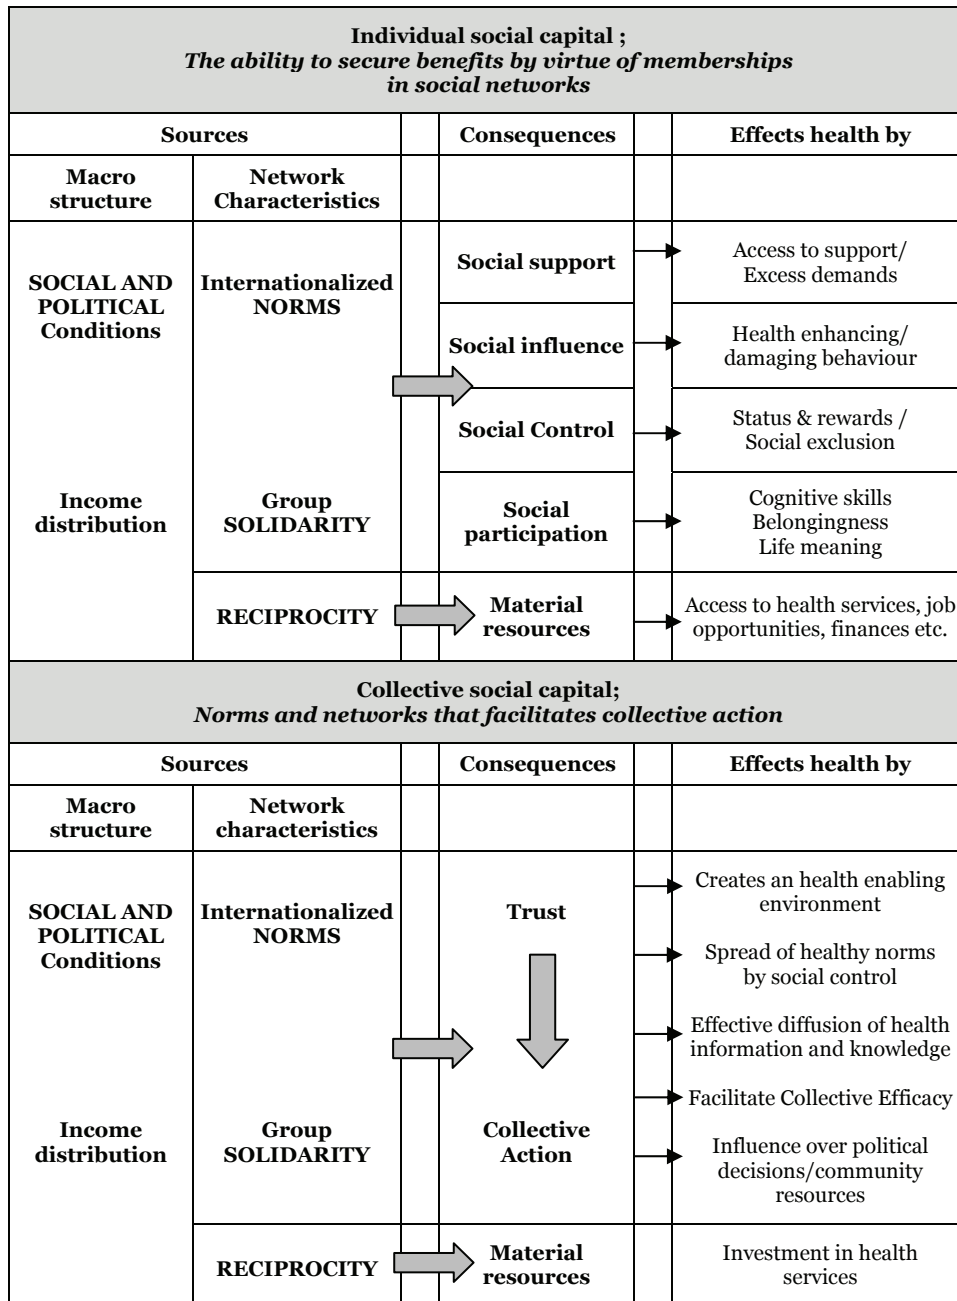 Individual social capital ;
The ability to secure benefits by virtue of memberships
in social networks
Sources
Consequences
Effects health by
Macro
structure
Network
Characteristics
SOCIAL AND
POLITICAL
Conditions
Internationalized
NORMS
Social support
Access to support/
Excess demands
Social influence
Health enhancing/
damaging behaviour
Social Control
Status & rewards /
Social exclusion
Income
distribution
Group
SOLIDARITY
Social
participation
Cognitive skills
Belongingness
Life meaning
RECIPROCITY
Material
resources
Access to health services, job
opportunities, finances etc.
Collective social capital;
Norms and networks that facilitates collective action
Sources
Consequences
Effects health by
Macro
structure
Network
characteristics
SOCIAL AND
POLITICAL
Conditions
Internationalized
NORMS
Trust
Creates an health enabling
environment
Spread of healthy norms
by social control
Effective diffusion of health
information and knowledge
Facilitate Collective Efficacy
Income
distribution
Group
SOLIDARITY
Collective
Action
Influence over political
decisions/community
resources
RECIPROCITY
Material
resources
Investment in health
services